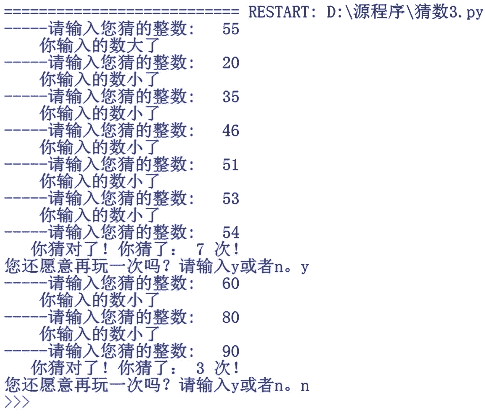 =========================== RESTART: D:\源程序\猜数3.py
-----请输入您猜的整数:   55
    你输入的数大了
-----请输入您猜的整数:   20
    你输入的数小了
-----请输入您猜的整数:   35
    你输入的数小了
-----请输入您猜的整数:   46
    你输入的数小了
-----请输入您猜的整数:   51
    你输入的数小了
-----请输入您猜的整数:   53
    你输入的数小了
-----请输入您猜的整数:   54
   你猜对了! 你猜了: 7 次!
您还愿意再玩一次吗? 请输入y或者n。y
-----请输入您猜的整数:   60
    你输入的数小了
-----请输入您猜的整数:   80
    你输入的数小了
-----请输入您猜的整数:   90
   你猜对了! 你猜了: 3 次!
您还愿意再玩一次吗? 请输入y或者n。n
>>>